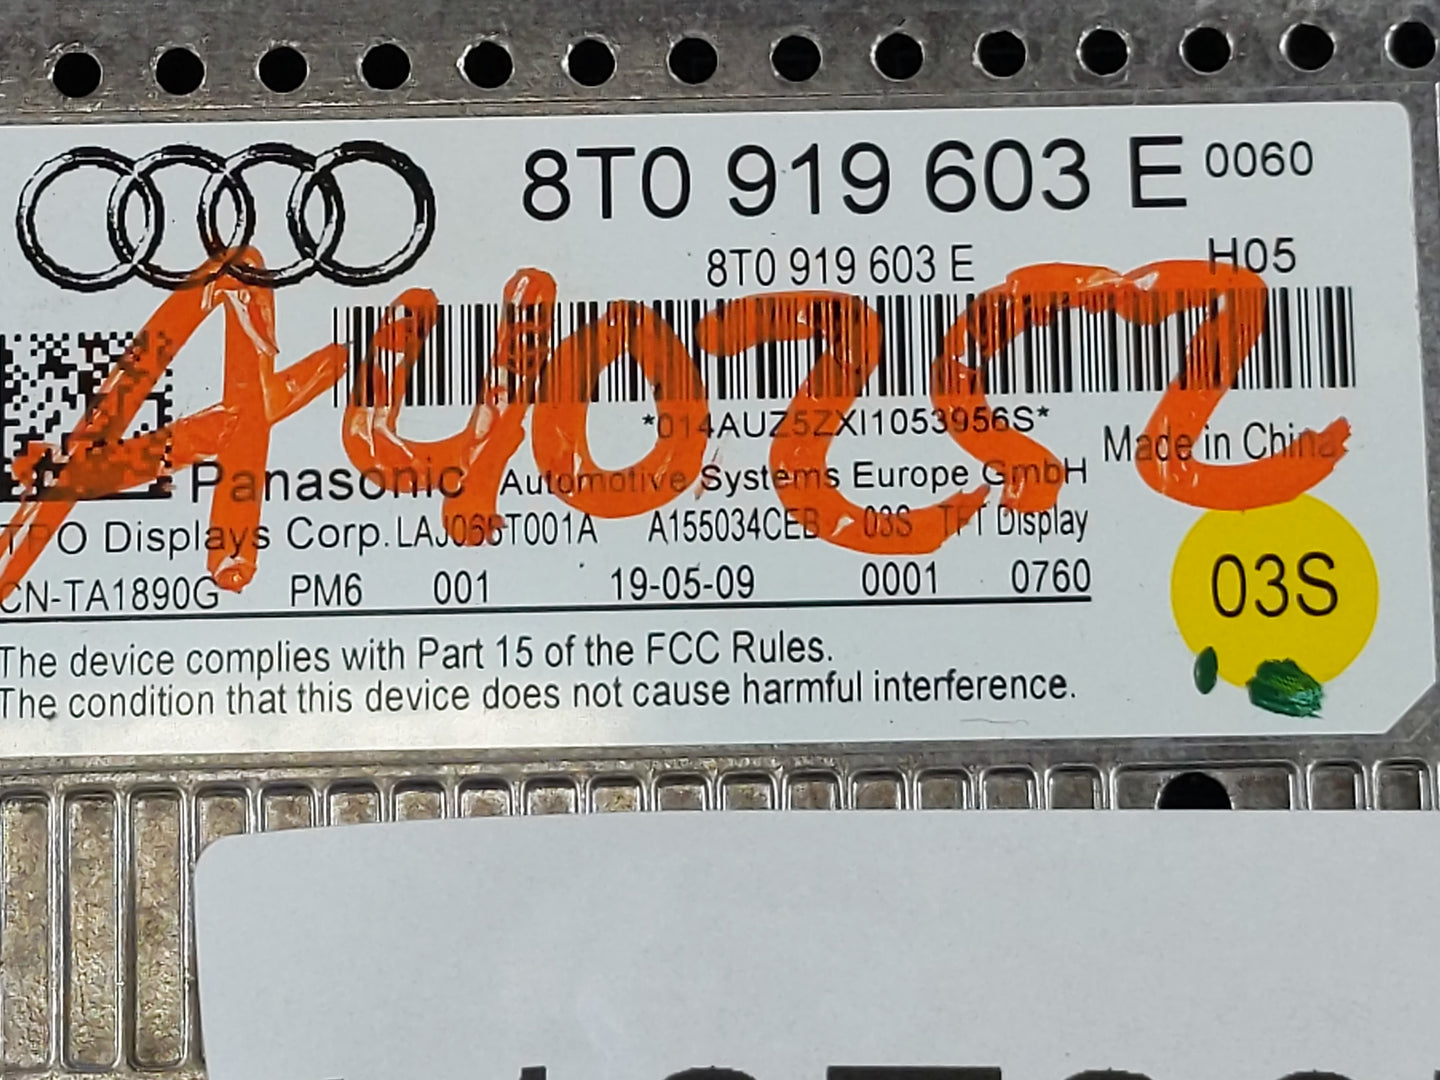 8T0 919 603 E 0060
8T0 919 603 E H05
A40252
*014AUZ5ZXI1053956S*
Made in China
Panasonic Automotive Systems Europe GmbH
TPO Displays Corp. LAJ065T001A A155034CEB 03S TFT Display
CN-TA1890G PM6 001 19-05-09 0001 0760
03S
The device complies with Part 15 of the FCC Rules.
The condition that this device does not cause harmful interference.